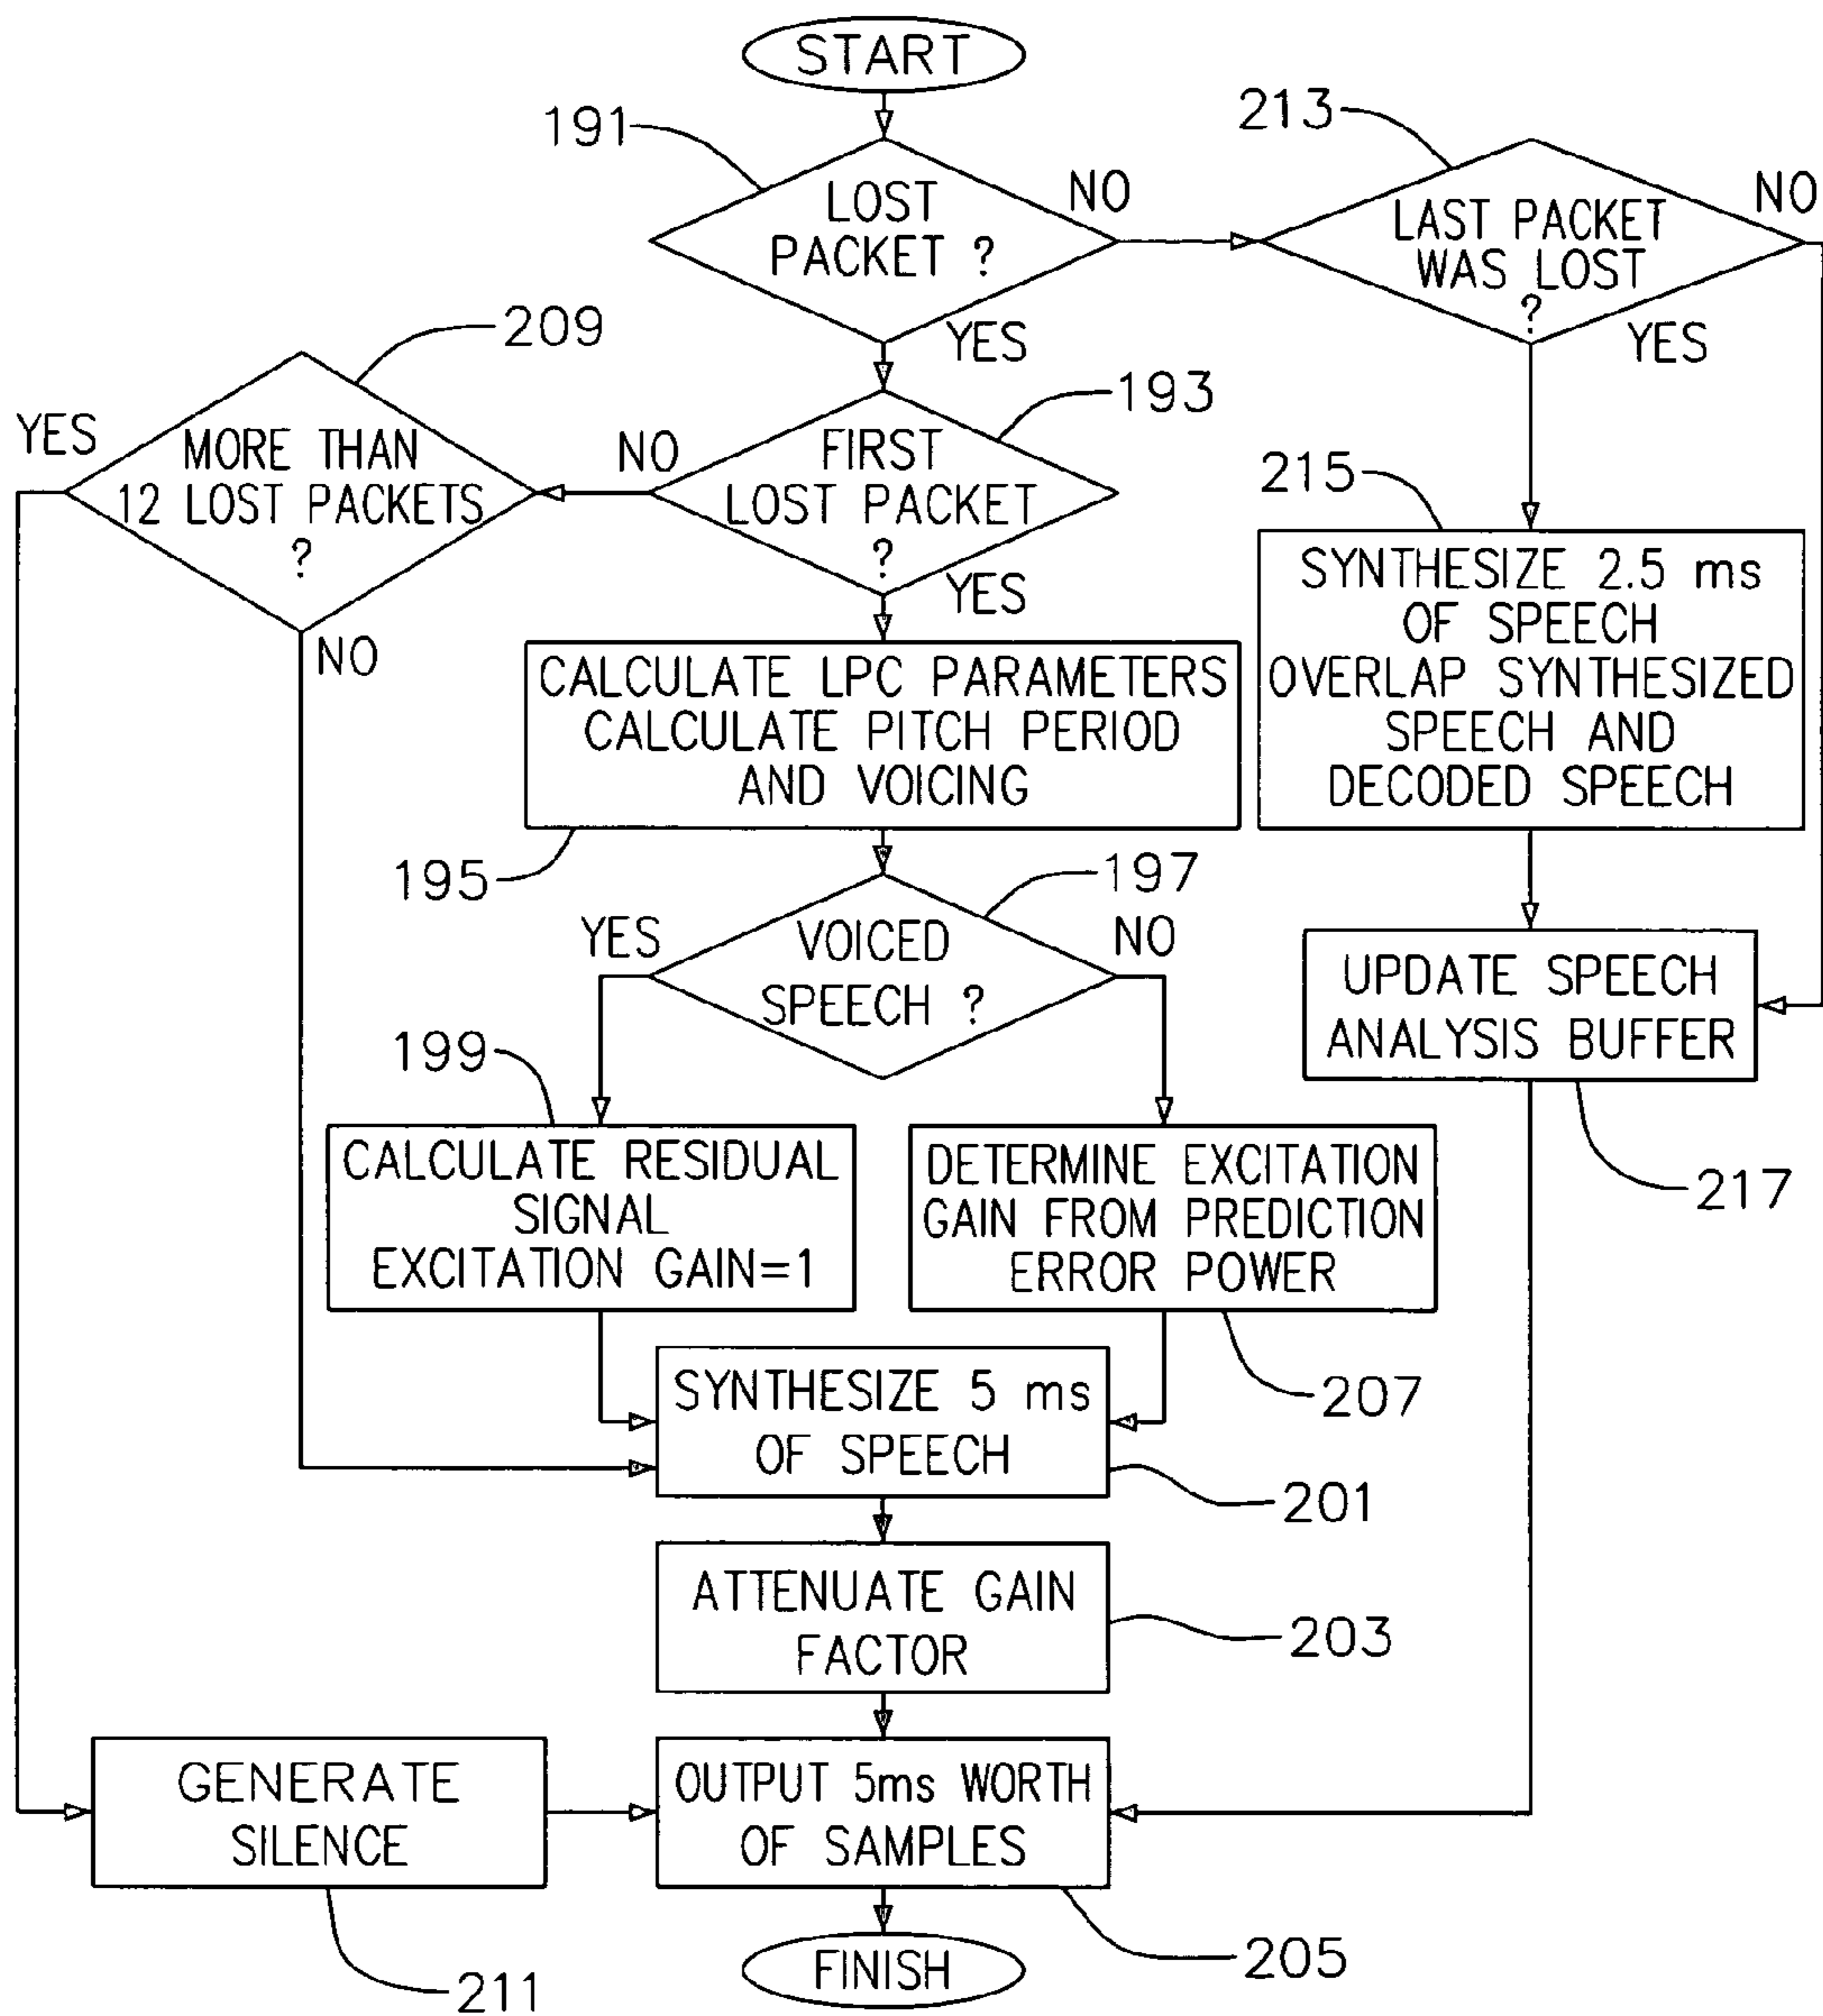 START
191
213
LOST
PACKET ?
NO
LAST PACKET
WAS LOST
?
NO
YES
YES
209
193
YES
MORE THAN
12 LOST PACKETS
?
NO
NO
FIRST
LOST PACKET
?
YES
215
SYNTHESIZE 2.5 ms
OF SPEECH
OVERLAP SYNTHESIZED
SPEECH AND
DECODED SPEECH
CALCULATE LPC PARAMETERS
CALCULATE PITCH PERIOD
AND VOICING
195
197
YES
VOICED
SPEECH ?
NO
UPDATE SPEECH
ANALYSIS BUFFER
217
199
CALCULATE RESIDUAL
SIGNAL
EXCITATION GAIN=1
DETERMINE EXCITATION
GAIN FROM PREDICTION
ERROR POWER
207
SYNTHESIZE 5 ms
OF SPEECH
201
ATTENUATE GAIN
FACTOR
203
GENERATE
SILENCE
211
OUTPUT 5ms WORTH
OF SAMPLES
205
FINISH